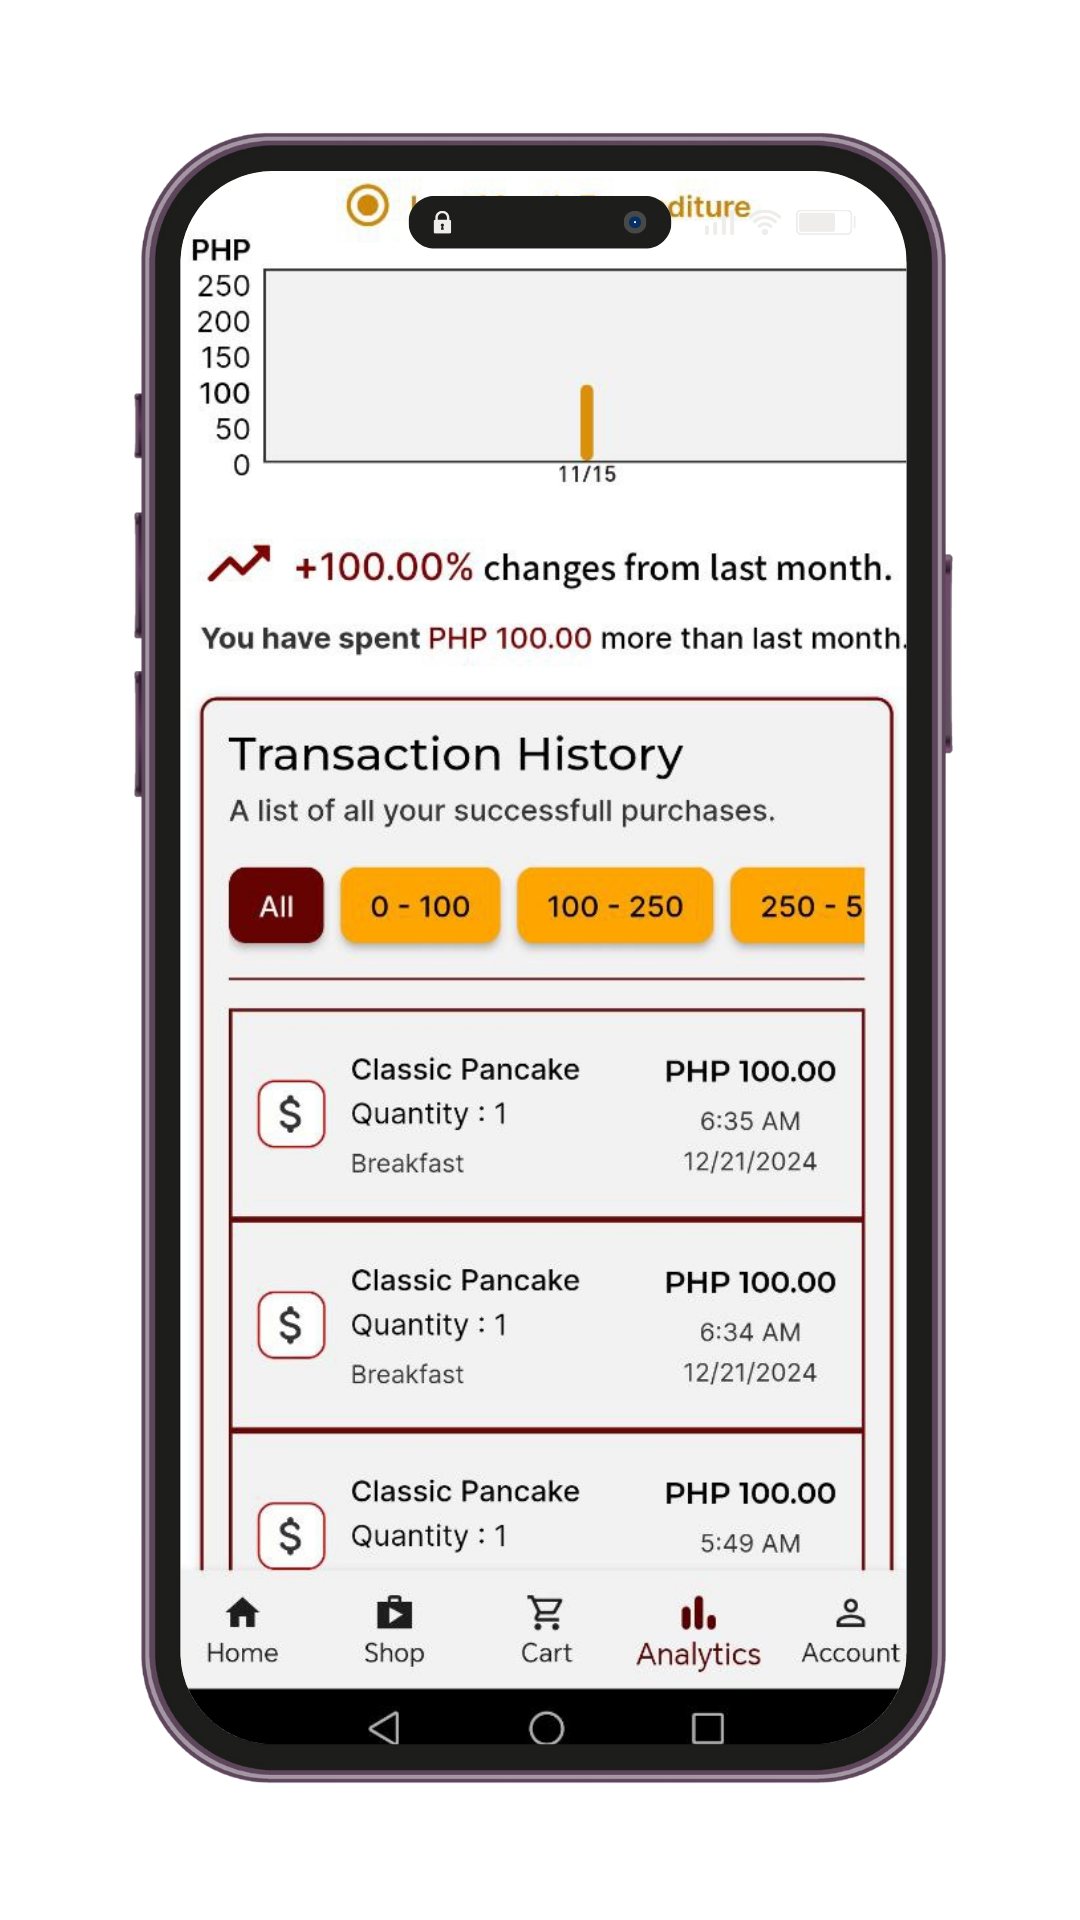 diture
PHP
250
200
150
100
50
0
11/15
+100.00% changes from last month.
You have spent PHP 100.00 more than last month.
Transaction History
A list of all your successfull purchases.
All 0 - 100 100 - 250 250 - 5
Classic Pancake PHP 100.00
Quantity : 1 6:35 AM
Breakfast 12/21/2024
$
Classic Pancake PHP 100.00
Quantity : 1 6:34 AM
Breakfast 12/21/2024
$
Classic Pancake PHP 100.00
Quantity : 1 5:49 AM
$
Home Shop Cart Analytics Account